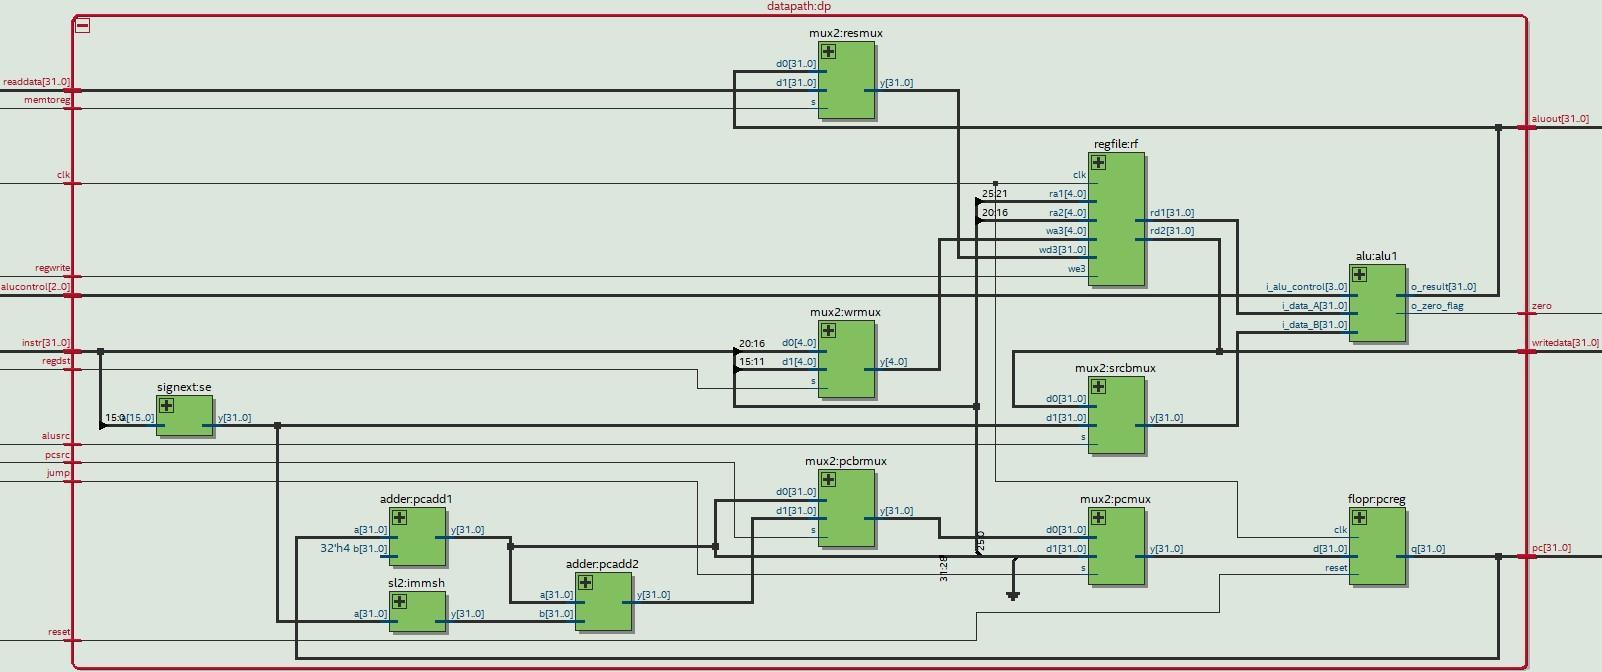 datapath:dp
mux2:resmux
d0[31..0]
readdata[31..0]
d1[31..0]
y[31..0]
memtoreg
s
aluout[31..0]
regfile:rf
clk
clk
25:21
ra1[4..0]
20:16
ra2[4..0]
rd1[31..0]
wa3[4..0]
rd2[31..0]
wd3[31..0]
regwrite
we3
alu:alu1
alucontrol[2..0]
i_alu_control[3..0]
o_result[31..0]
i_data_A[31..0]
o_zero_flag
zero
i_data_B[31..0]
mux2:wrmux
instr[31..0]
20:16
d0[4..0]
writedata[31..0]
regdst
15:11
d1[4..0]
y[4..0]
s
mux2:srcbmux
signext:se
d0[31..0]
15:0
a[15..0]
y[31..0]
d1[31..0]
y[31..0]
alusrc
s
pcsrc
mux2:pcbrmux
jump
d0[31..0]
adder:pcadd1
mux2:pcmux
flopr:pcreg
d1[31..0]
y[31..0]
a[31..0]
y[31..0]
s
d0[31..0]
clk
32'h4
b[31..0]
25:0
d1[31..0]
y[31..0]
d[31..0]
q[31..0]
pc[31..0]
31:28
adder:pcadd2
s
reset
sl2:immsh
a[31..0]
y[31..0]
a[31..0]
y[31..0]
b[31..0]
reset